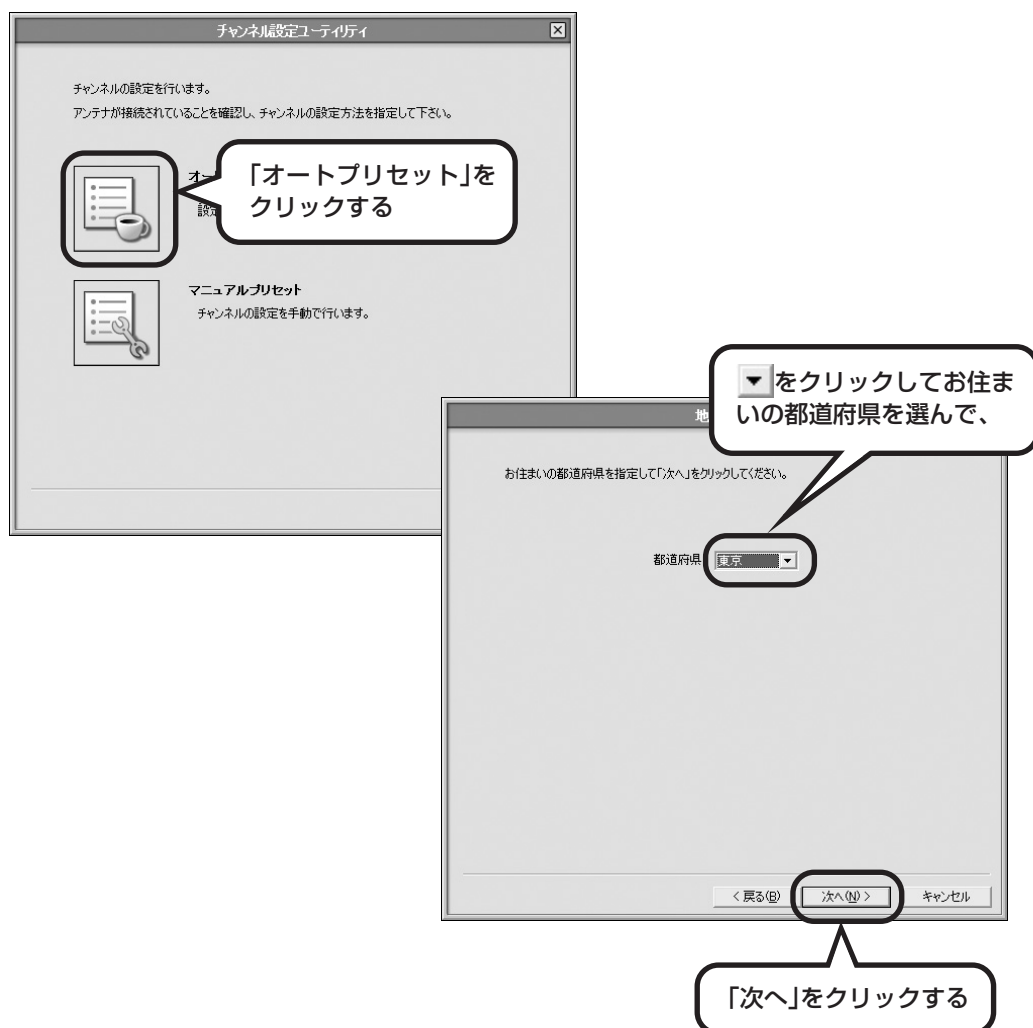 チャンネル設定ユーティリティ
チャンネルの設定を行います。
アンテナが接続されていることを確認し、チャンネルの設定方法を指定して下さい。
「オートプリセット」を
クリックする
マニュアルプリセット
チャンネルの設定を手動で行います。
▼をクリックしてお住ま
いの都道府県を選んで、
お住まいの都道府県を指定して「次へ」をクリックしてください。
都道府県
東京
< 戻る(B)
次へ(N) >
キャンセル
「次へ」をクリックする